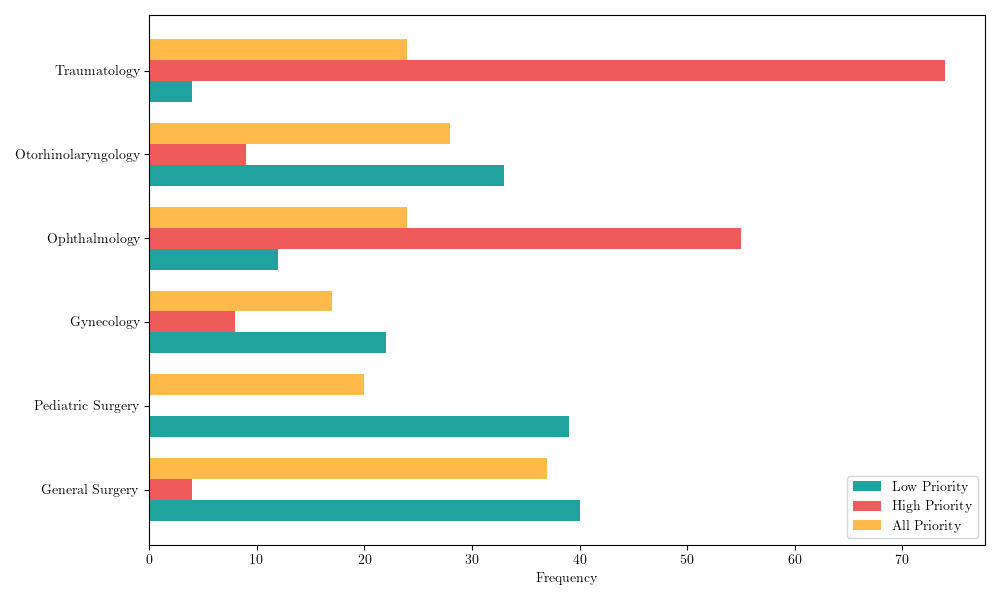 Traumatology
Otorhinolaryngology
Ophthalmology
Gynecology
Pediatric Surgery
General Surgery
Low Priority
High Priority
All Priority
0 10 20 30 40 50 60 70
Frequency